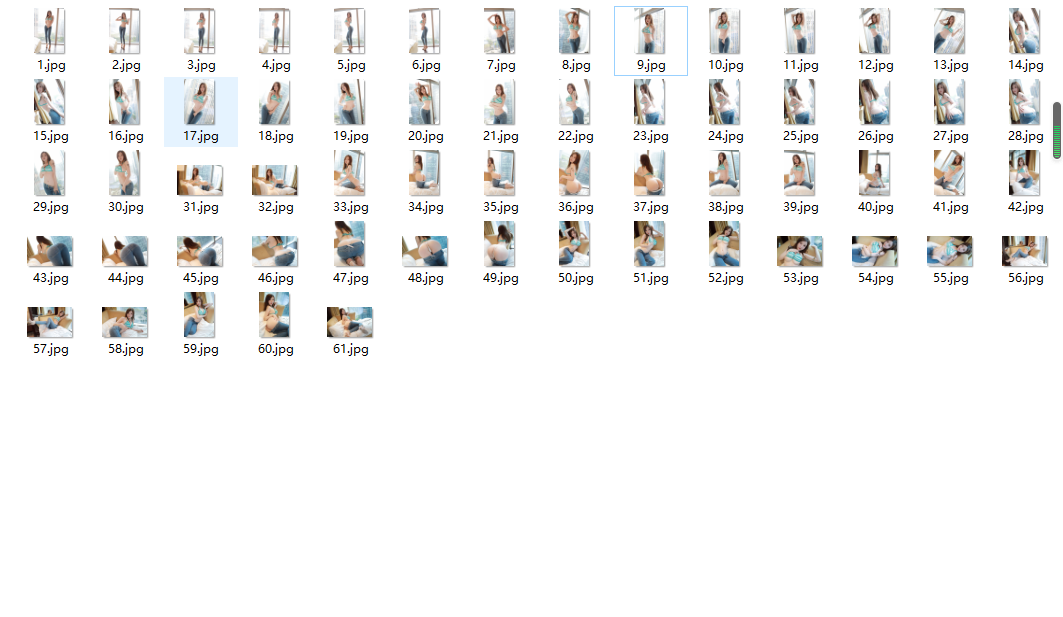 1.jpg 2.jpg 3.jpg 4.jpg 5.jpg 6.jpg 7.jpg 8.jpg 9.jpg 10.jpg 11.jpg 12.jpg 13.jpg 14.jpg
15.jpg 16.jpg 17.jpg 18.jpg 19.jpg 20.jpg 21.jpg 22.jpg 23.jpg 24.jpg 25.jpg 26.jpg 27.jpg 28.jpg
29.jpg 30.jpg 31.jpg 32.jpg 33.jpg 34.jpg 35.jpg 36.jpg 37.jpg 38.jpg 39.jpg 40.jpg 41.jpg 42.jpg
43.jpg 44.jpg 45.jpg 46.jpg 47.jpg 48.jpg 49.jpg 50.jpg 51.jpg 52.jpg 53.jpg 54.jpg 55.jpg 56.jpg
57.jpg 58.jpg 59.jpg 60.jpg 61.jpg